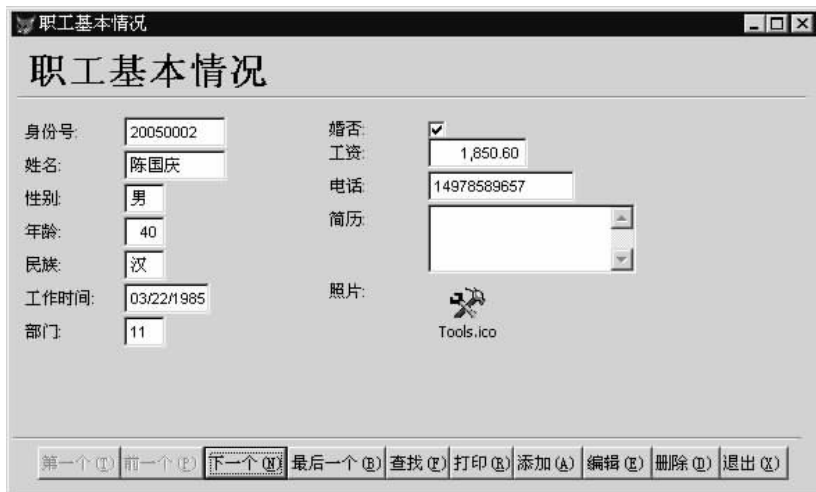 职工基本情况
职工基本情况
身份号: 20050002
姓名: 陈国庆
性别: 男
年龄: 40
民族: 汉
工作时间: 03/22/1985
部门: 11
婚否:
工资: 1,850.60
电话: 14978589657
简历:
照片:
Tools.ico
第一个(T) 前一个(P) 下一个(N) 最后一个(B) 查找(F) 打印(R) 添加(A) 编辑(E) 删除(D) 退出(X)